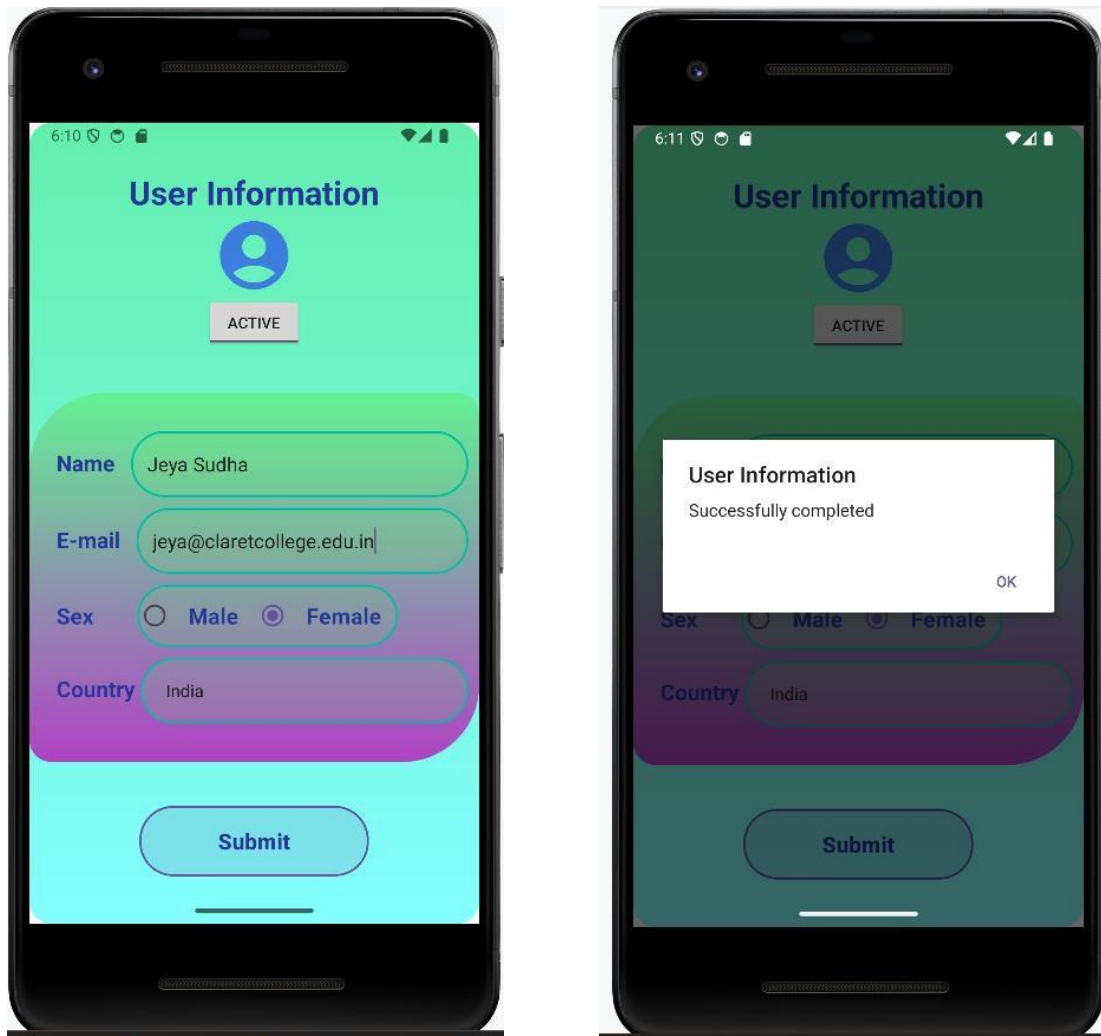 6:10
User Information
ACTIVE
Name Jeya Sudha
E-mail jeya@claretcollege.edu.in
Sex Male Female
Country India
Submit
6:11
User Information
ACTIVE
User Information
Successfully completed
OK
Sex Male Female
Country India
Submit